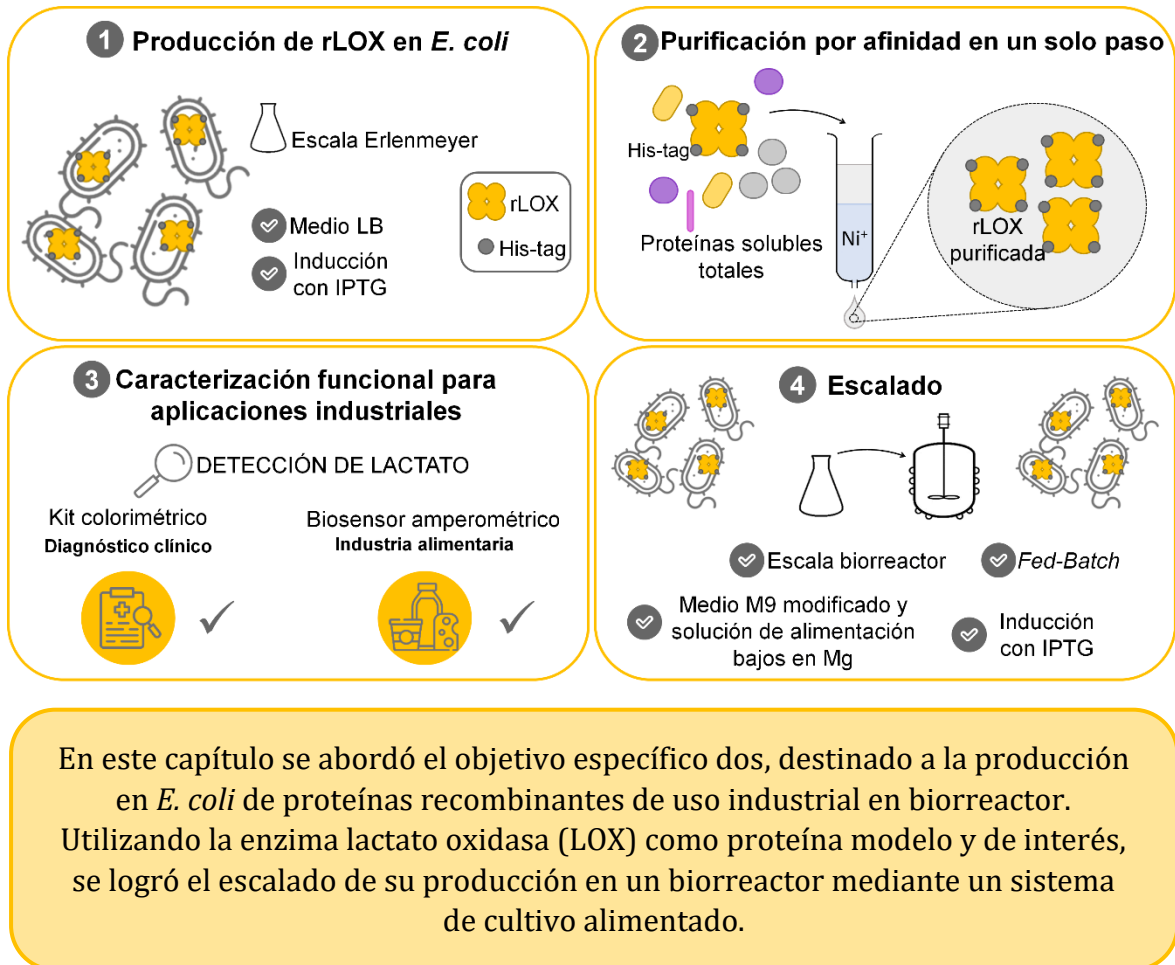 1 Producción de rLOX en E. coli
Escala Erlenmeyer
Medio LB
Inducción
con IPTG
rLOX
His-tag
2 Purificación por afinidad en un solo paso
His-tag
Proteínas solubles
totales
Ni+
rLOX
purificada
3 Caracterización funcional para
aplicaciones industriales
DETECCIÓN DE LACTATO
Kit colorimétrico
Diagnóstico clínico
Biosensor amperométrico
Industria alimentaria
4 Escalado
Escala biorreactor
Fed-Batch
Medio M9 modificado y
solución de alimentación
bajos en Mg
Inducción
con IPTG
En este capítulo se abordó el objetivo específico dos, destinado a la producción
en E. coli de proteínas recombinantes de uso industrial en biorreactor.
Utilizando la enzima lactato oxidasa (LOX) como proteína modelo y de interés,
se logró el escalado de su producción en un biorreactor mediante un sistema
de cultivo alimentado.